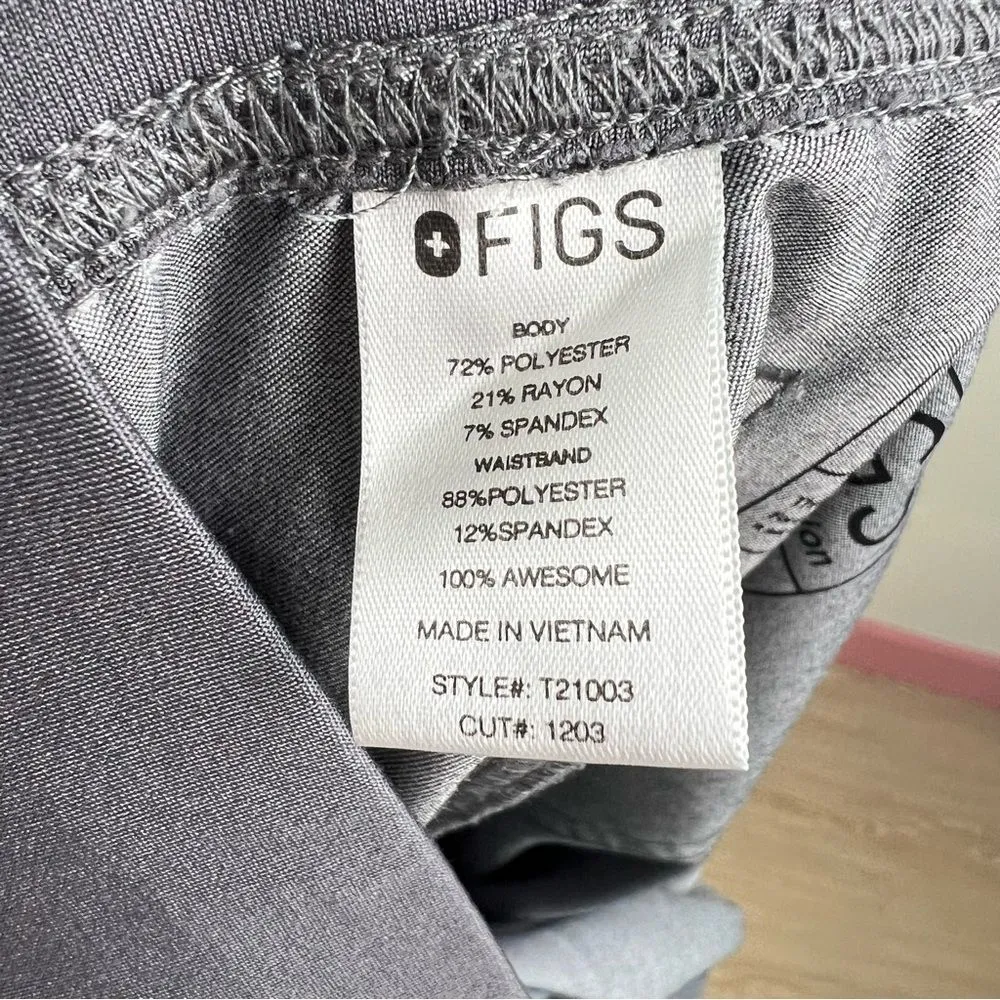 FIGS
BODY
72% POLYESTER
21% RAYON
7% SPANDEX
WAISTBAND
88%POLYESTER
12%SPANDEX
100% AWESOME
MADE IN VIETNAM
STYLE#: T21003
CUT#: 1203